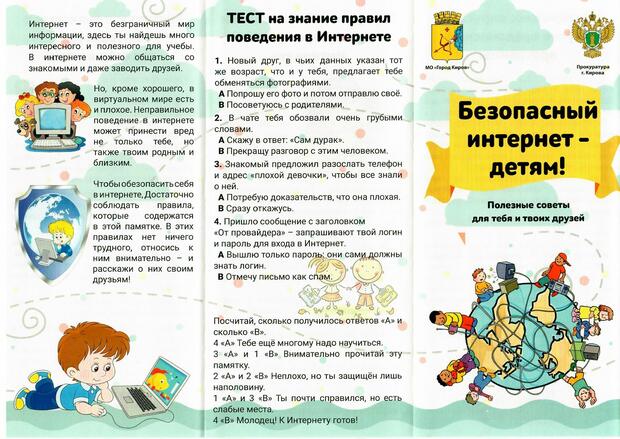 Интернет – это безграничный мир
информации, здесь ты найдешь много
интересного и полезного для учебы.
В интернете можно общаться со
знакомыми и даже заводить друзей.
Но, кроме хорошего, в
виртуальном мире есть
и плохое. Неправильное
поведение в интернете
может принести вред
не только тебе, но
также твоим родным и
близким.
Чтобы обезопасить себя
в интернете, Достаточно
соблюдать правила,
которые содержатся
в этой памятке. В этих
правилах нет ничего
трудного, отнесись к
ним внимательно – и
расскажи о них своим
друзьям!
ТЕСТ на знание правил
поведения в Интернете
1. Новый друг, в чьих данных указан тот
же возраст, что и у тебя, предлагает тебе
обменяться фотографиями.
А Попрошу его фото и потом отправлю своё.
В Посоветуюсь с родителями.
2. В чате тебя обозвали очень грубыми
словами.
А Скажу в ответ: «Сам дурак».
В Прекращу разговор с этим человеком.
3. Знакомый предложил разослать телефон
и адрес «плохой девочки», чтобы все знали
о ней.
А Потребую доказательств, что она плохая.
В Сразу откажусь.
4. Пришло сообщение с заголовком
«От провайдера» – запрашивают твой логин
и пароль для входа в Интернет.
А Вышлю только пароль: они сами должны
знать логин.
В Отмечу письмо как спам.
Посчитай, сколько получилось ответов «А» и
сколько «В».
4 «А» Тебе ещё многому надо научиться.
3 «А» и 1 «В» Внимательно прочитай эту
памятку.
2 «А» и 2 «В» Неплохо, но ты защищён лишь
наполовину.
1 «А» и 3 «В» Ты почти справился, но есть
слабые места.
4 «В» Молодец! К Интернету готов!
МО «Город Киров»
Прокуратура
г. Кирова
Безопасный
интернет –
детям!
Полезные советы
для тебя и твоих друзей